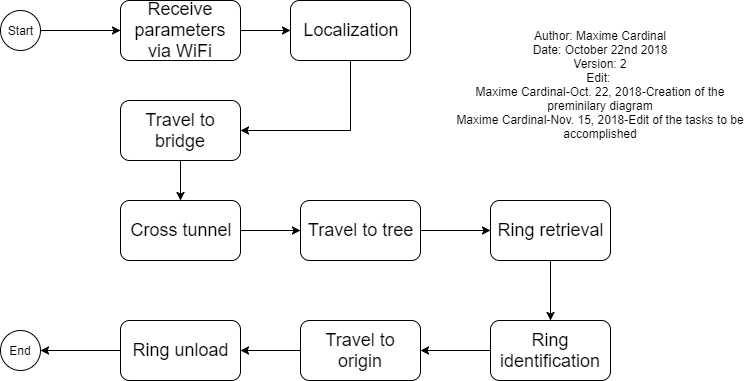 Start
Receive
parameters
via WiFi
Localization
Author: Maxime Cardinal
Date: October 22nd 2018
Version: 2
Edit:
Maxime Cardinal-Oct. 22, 2018-Creation of the
preminilary diagram
Maxime Cardinal-Nov. 15, 2018-Edit of the tasks to be
accomplished
Travel to
bridge
Cross tunnel
Travel to tree
Ring retrieval
Ring
identification
Travel to
origin
Ring unload
End